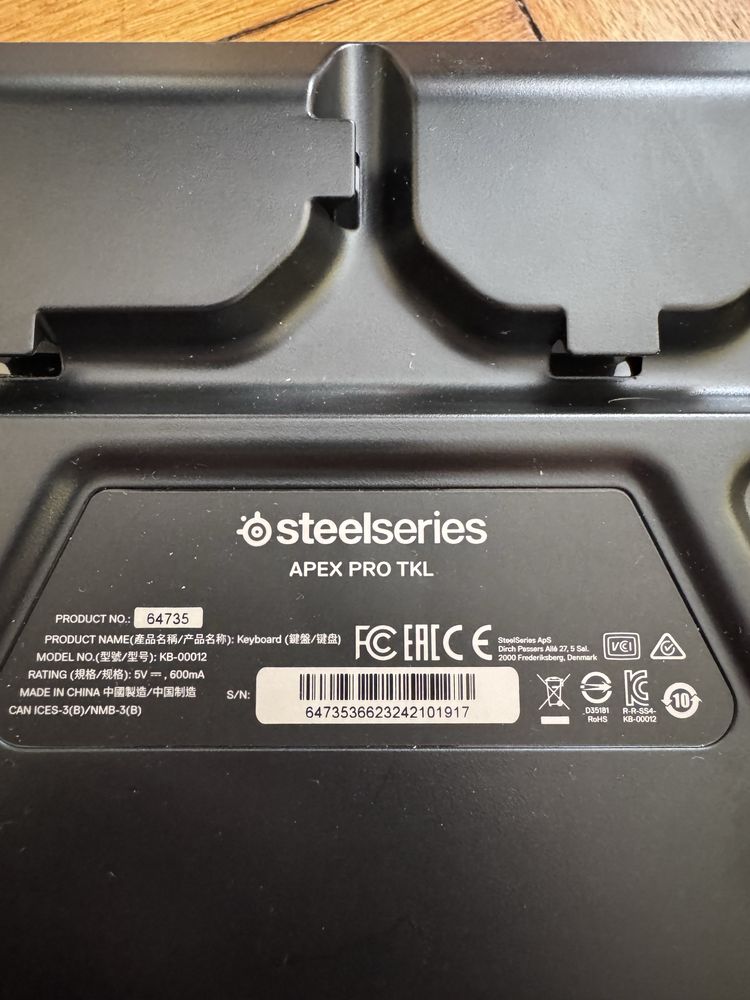 steelseries
APEX PRO TKL
PRODUCT NO.: 64735
PRODUCT NAME(產品名稱/产品名称): Keyboard (鍵盤/键盘)
MODEL NO.(型號/型号): KB-00012
RATING (規格/规格): 5V⎓, 600mA
MADE IN CHINA 中國製造/中国制造
CAN ICES-3(B)/NMB-3(B)
S/N:
6473536623242101917
FC EAC CE
SteelSeries ApS
Dirch Passers Allé 27, 5 Sal.
2000 Frederiksberg, Denmark
VCI
D35181
RoHS
R-R-SS4-
KB-00012
10